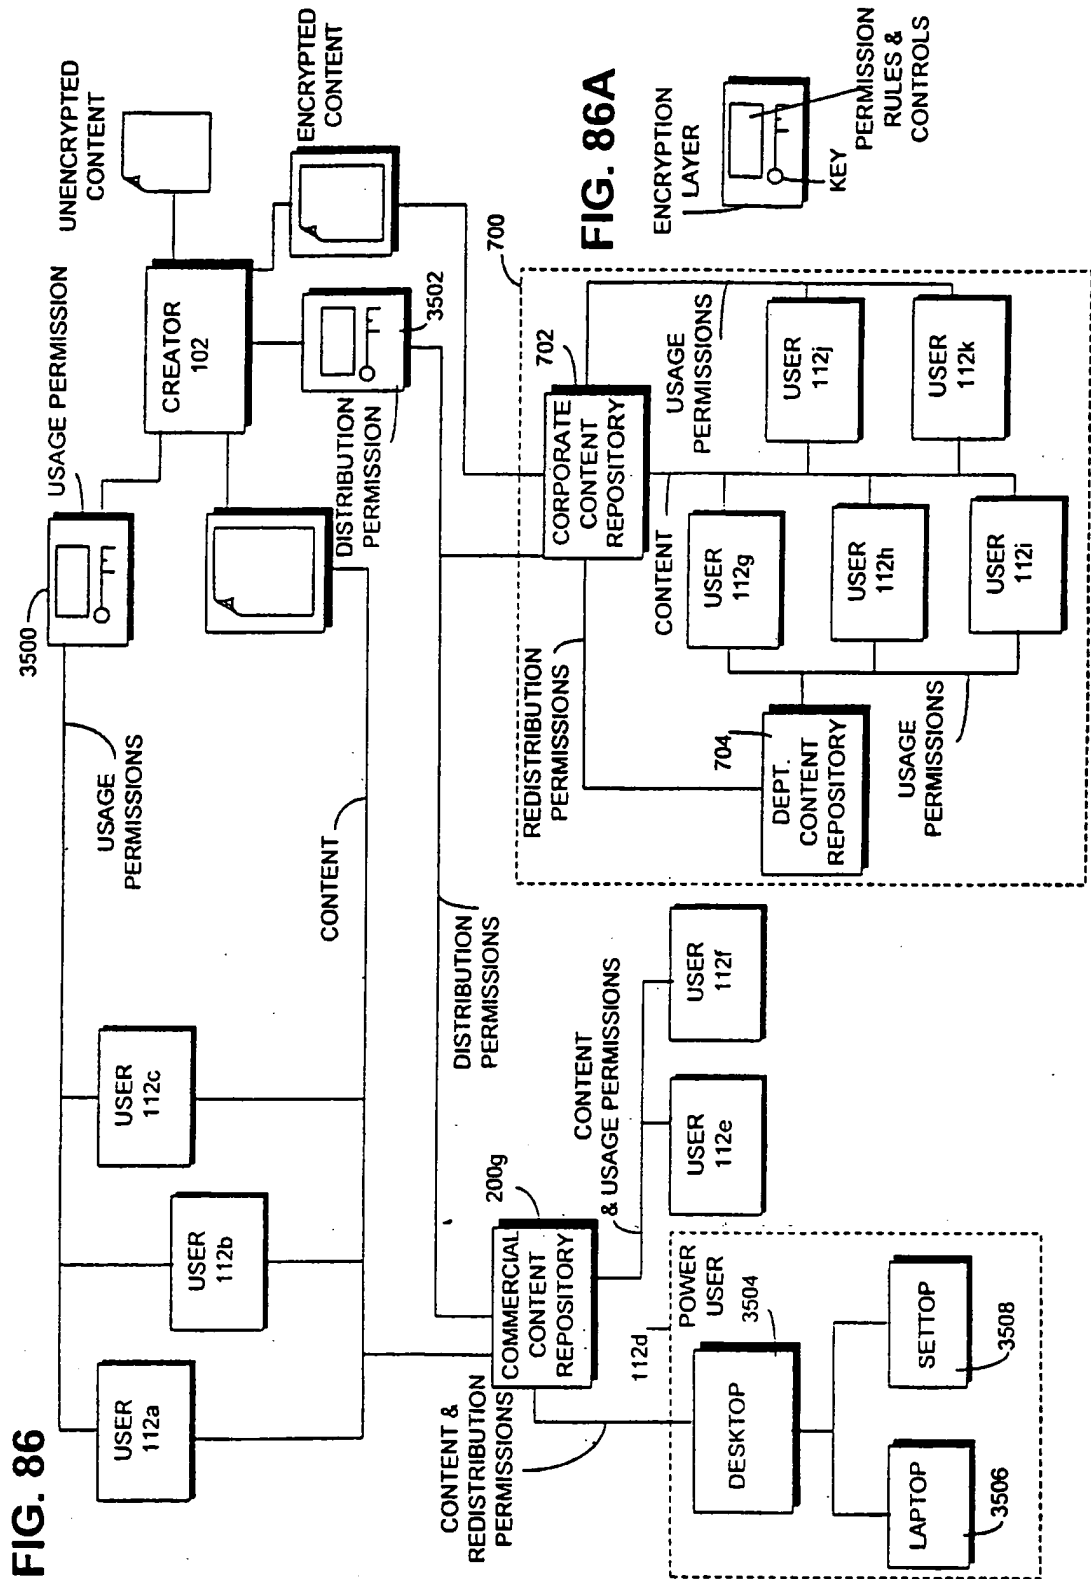 FIG. 86
USER
112a
USER
112b
USER
112c
USAGE
PERMISSIONS
3500
USAGE PERMISSION
CREATOR
102
UNENCRYPTED
CONTENT
ENCRYPTED
CONTENT
CONTENT
DISTRIBUTION
PERMISSION
3502
DISTRIBUTION
PERMISSIONS
COMMERCIAL
CONTENT
REPOSITORY
200g
CONTENT &
REDISTRIBUTION
PERMISSIONS
CONTENT
& USAGE PERMISSIONS
USER
112e
USER
112f
112d
POWER
USER
DESKTOP
3504
LAPTOP
3506
SETTOP
3508
700
CORPORATE
CONTENT
REPOSITORY
702
REDISTRIBUTION
PERMISSIONS
CONTENT
USAGE
PERMISSIONS
704
DEPT.
CONTENT
REPOSITORY
USAGE
PERMISSIONS
USER
112g
USER
112h
USER
112i
USER
112j
USER
112k
FIG. 86A
ENCRYPTION
LAYER
KEY
PERMISSION
RULES &
CONTROLS